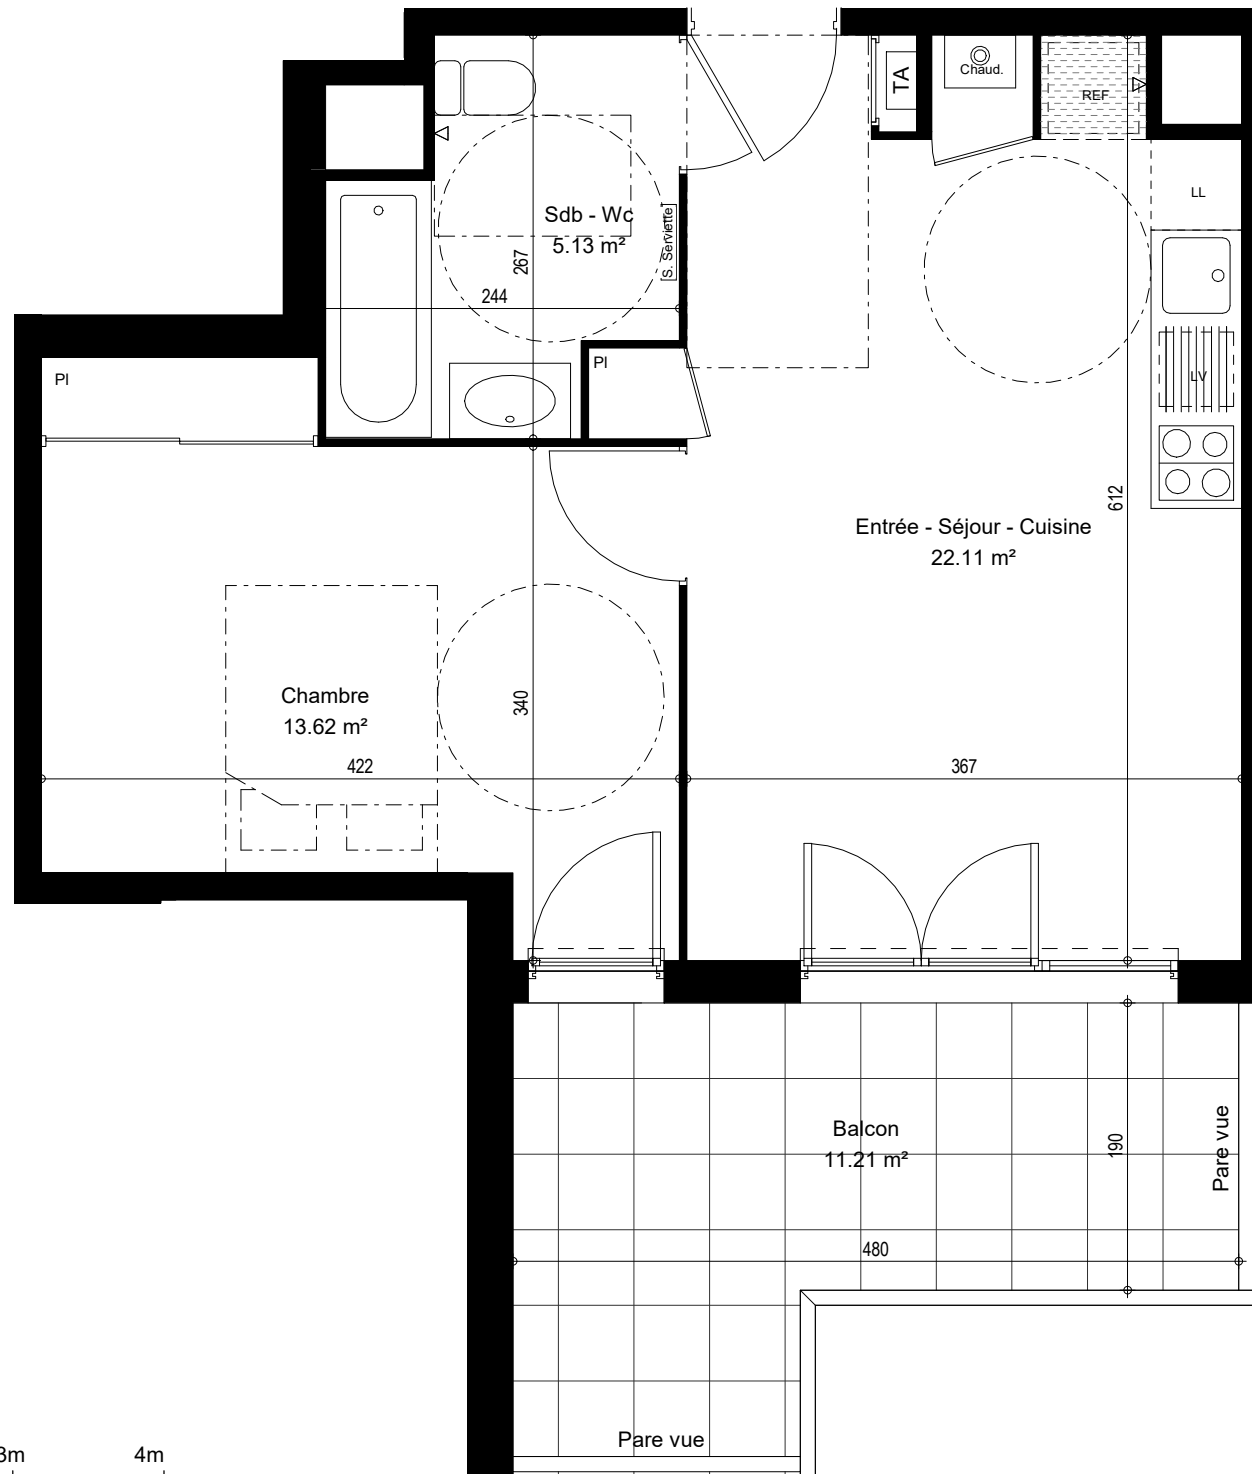 TA
Chaud.
REF
LL
Sdb - Wc
5.13 m²
S. Serviette
267
244
Pl
Pl
LV
612
Entrée - Séjour - Cuisine
22.11 m²
Chambre
13.62 m²
340
422
367
Balcon
11.21 m²
190
Pare vue
480
Pare vue
3m
4m